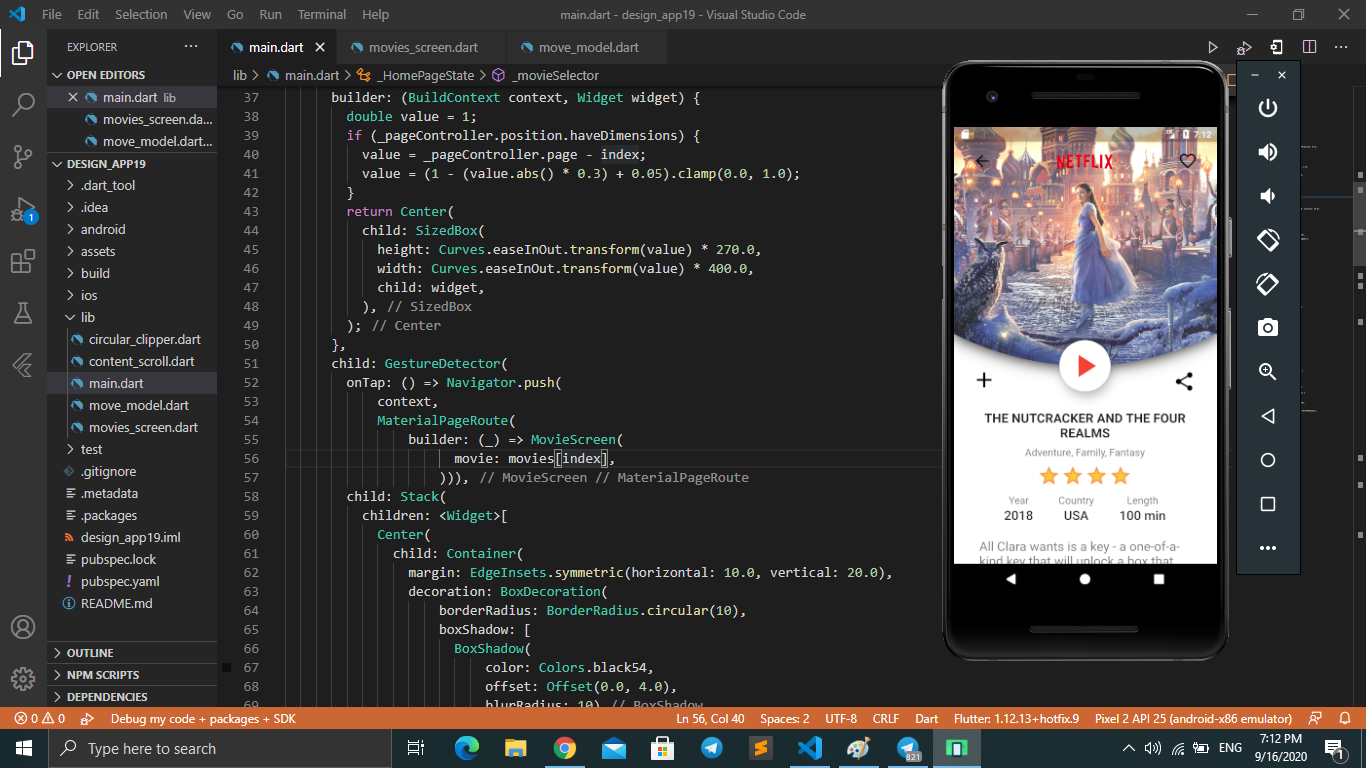 File Edit Selection View Go Run Terminal Help
main.dart - design_app19 - Visual Studio Code
EXPLORER
OPEN EDITORS
main.dart lib
movies_screen.da...
move_model.dart...
DESIGN_APP19
.dart_tool
.idea
android
assets
build
ios
lib
circular_clipper.dart
content_scroll.dart
main.dart
move_model.dart
movies_screen.dart
test
.gitignore
.metadata
.packages
design_app19.iml
pubspec.lock
pubspec.yaml
README.md
OUTLINE
NPM SCRIPTS
DEPENDENCIES
1
main.dart movies_screen.dart move_model.dart
lib > main.dart > _HomePageState > _movieSelector
37 builder: (BuildContext context, Widget widget) {
38 double value = 1;
39 if (_pageController.position.haveDimensions) {
40 value = _pageController.page - index;
41 value = (1 - (value.abs() * 0.3) + 0.05).clamp(0.0, 1.0);
42 }
43 return Center(
44 child: SizedBox(
45 height: Curves.easeInOut.transform(value) * 270.0,
46 width: Curves.easeInOut.transform(value) * 400.0,
47 child: widget,
48 ), // SizedBox
49 ); // Center
50 },
51 child: GestureDetector(
52 onTap: () => Navigator.push(
53 context,
54 MaterialPageRoute(
55 builder: (_) => MovieScreen(
56 movie: movies[index],
57 ))), // MovieScreen // MaterialPageRoute
58 child: Stack(
59 children: <Widget>[
60 Center(
61 child: Container(
62 margin: EdgeInsets.symmetric(horizontal: 10.0, vertical: 20.0),
63 decoration: BoxDecoration(
64 borderRadius: BorderRadius.circular(10),
65 boxShadow: [
66 BoxShadow(
67 color: Colors.black54,
68 offset: Offset(0.0, 4.0),
69 blurRadius: 10), // BoxShadow
7:12
NETFLIX
THE NUTCRACKER AND THE FOUR
REALMS
Adventure, Family, Fantasy
Year Country Length
2018 USA 100 min
All Clara wants is a key - a one-of-a-
kind key that will unlock a box that
0 0 Debug my code + packages + SDK
Ln 56, Col 40 Spaces: 2 UTF-8 CRLF Dart Flutter: 1.12.13+hotfix.9 Pixel 2 API 25 (android-x86 emulator)
Type here to search
821
ENG
7:12 PM
9/16/2020
1